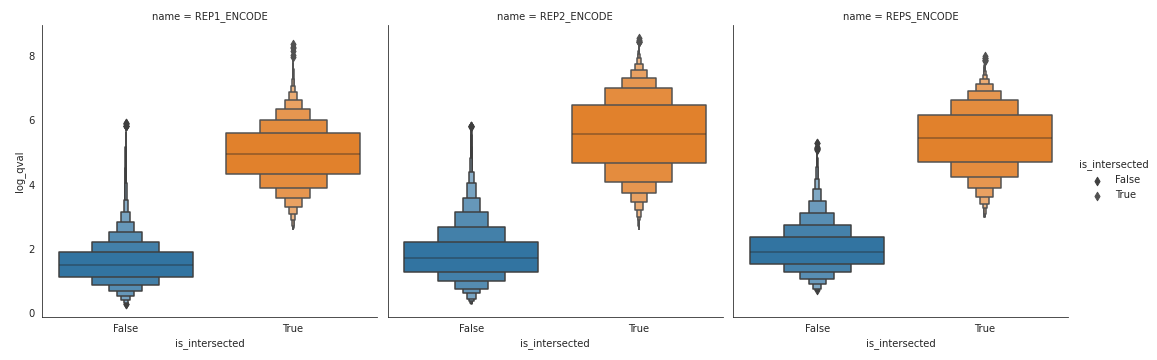 name = REP1_ENCODE
name = REP2_ENCODE
name = REPS_ENCODE
log_qval
8
6
4
2
0
False
True
False
True
False
True
is_intersected
is_intersected
is_intersected
is_intersected
False
True